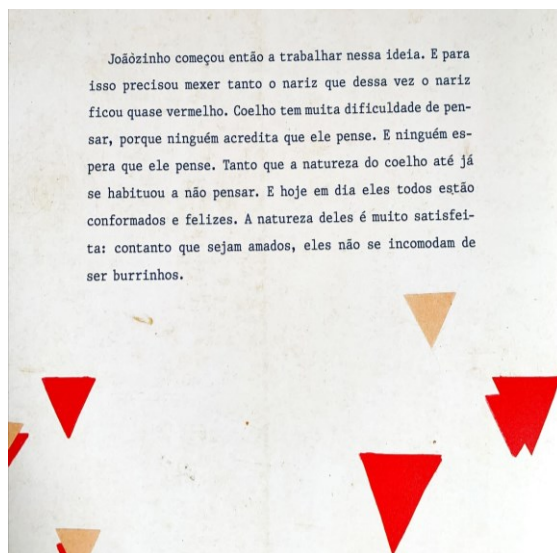 Joãozinho começou então a trabalhar nessa ideia. E para
isso precisou mexer tanto o nariz que dessa vez o nariz
ficou quase vermelho. Coelho tem muita dificuldade de pen-
sar, porque ninguém acredita que ele pense. E ninguém es-
pera que ele pense. Tanto que a natureza do coelho até já
se habituou a não pensar. E hoje em dia eles todos estão
conformados e felizes. A natureza deles é muito satisfei-
ta: contanto que sejam amados, eles não se incomodam de
ser burrinhos.